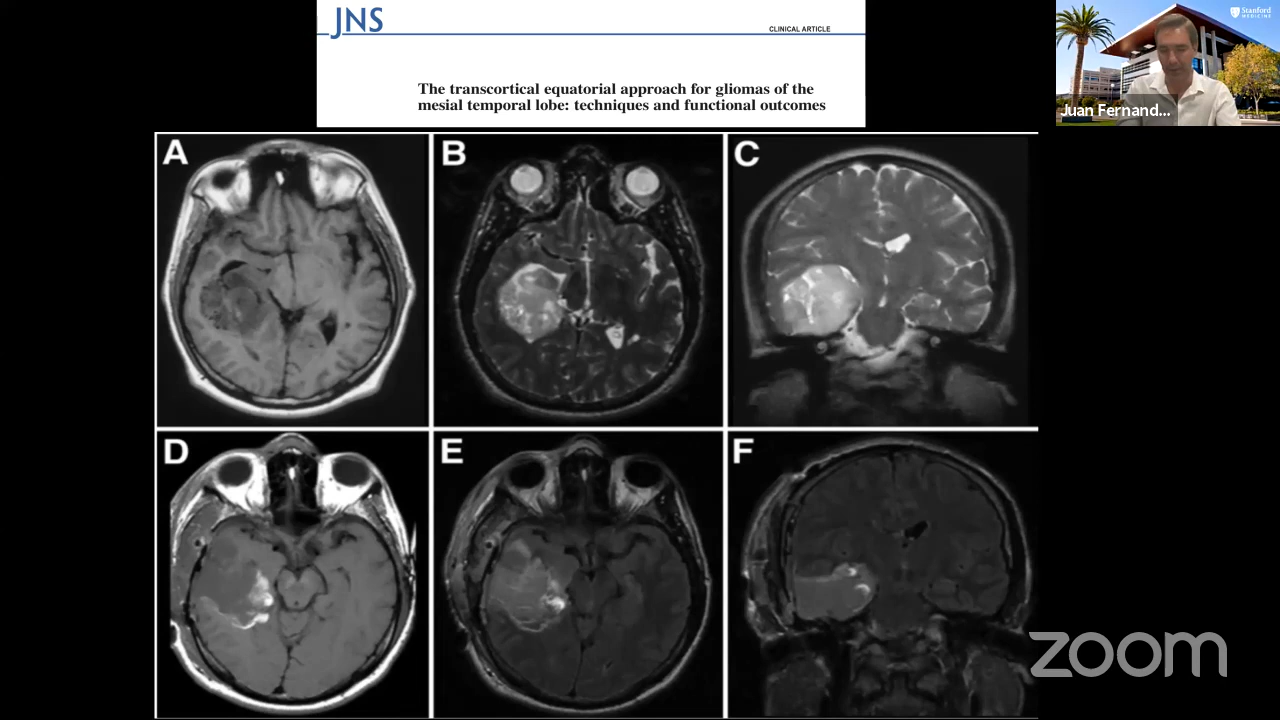 JNS
CLINICAL ARTICLE
The transcortical equatorial approach for gliomas of the
mesial temporal lobe: techniques and functional outcomes
Stanford
MEDICINE
Juan Fernand...
A
B
C
D
E
F
zoom